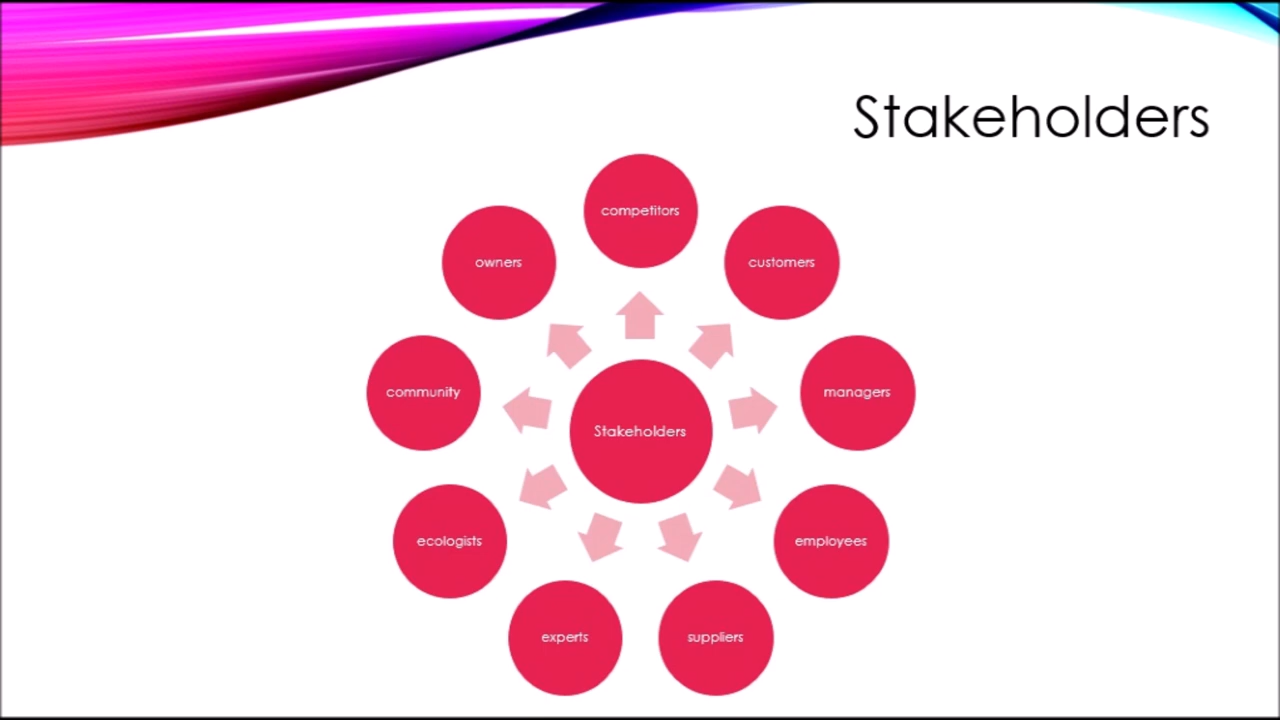 Stakeholders
competitors
customers
managers
employees
suppliers
experts
ecologists
community
owners
Stakeholders